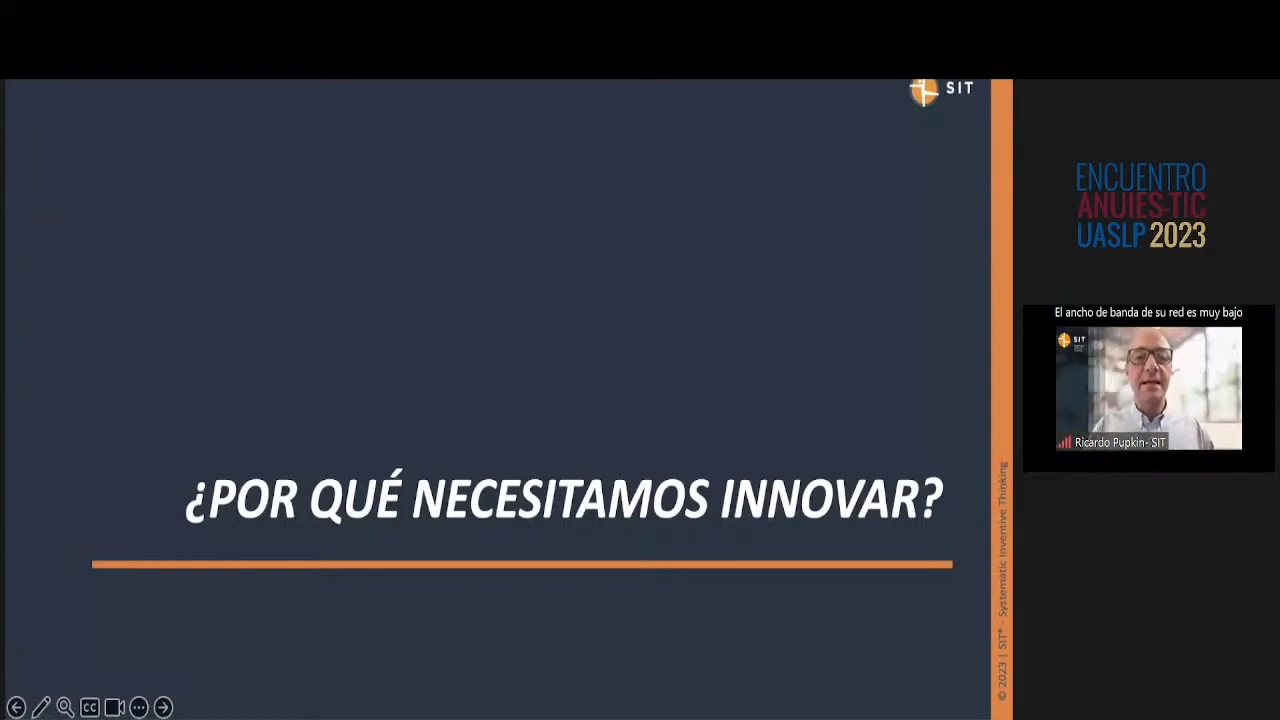 SIT
¿POR QUÉ NECESITAMOS INNOVAR?
© 2023 | SIT® - Systematic Inventive Thinking
ENCUENTRO
ANUIES-TIC
UASLP 2023
El ancho de banda de su red es muy bajo
SIT
Ricardo Pupkin- SIT
CC